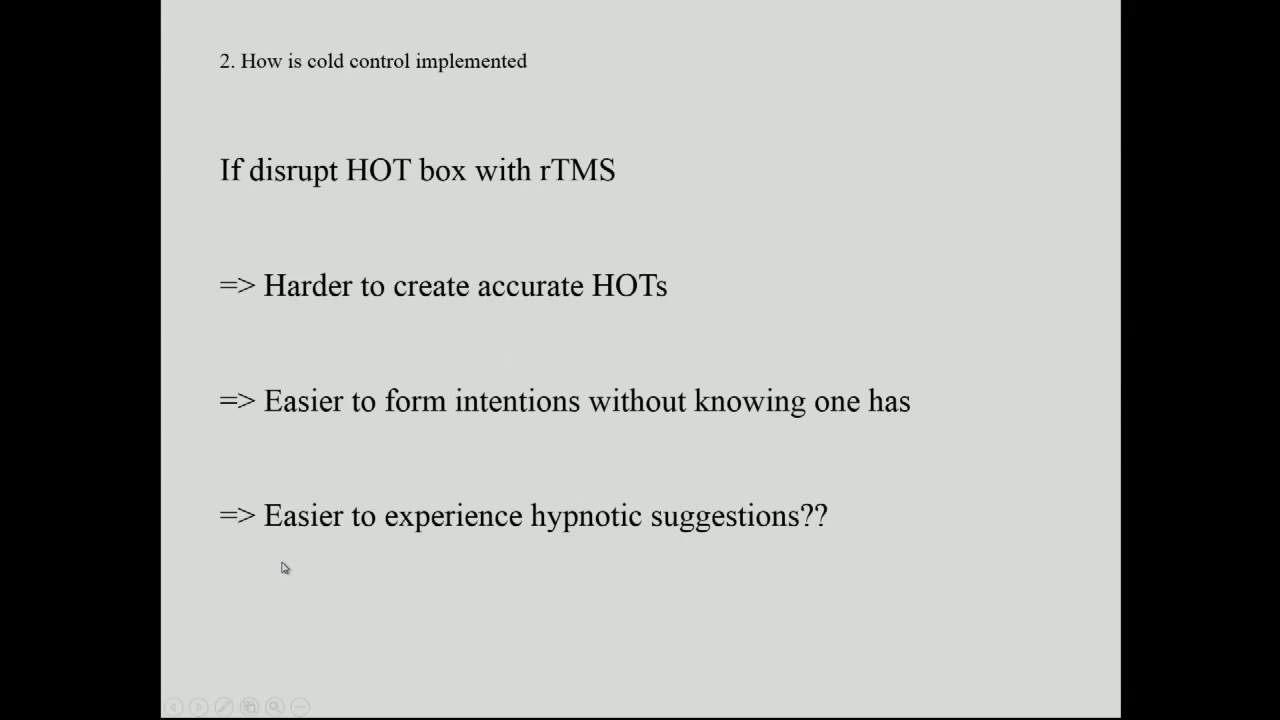 2. How is cold control implemented
If disrupt HOT box with rTMS
=> Harder to create accurate HOTs
=> Easier to form intentions without knowing one has
=> Easier to experience hypnotic suggestions??